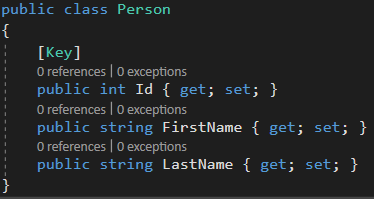 public class Person
{
[Key]
0 references | 0 exceptions
public int Id { get; set; }
0 references | 0 exceptions
public string FirstName { get; set; }
0 references | 0 exceptions
public string LastName { get; set; }
}